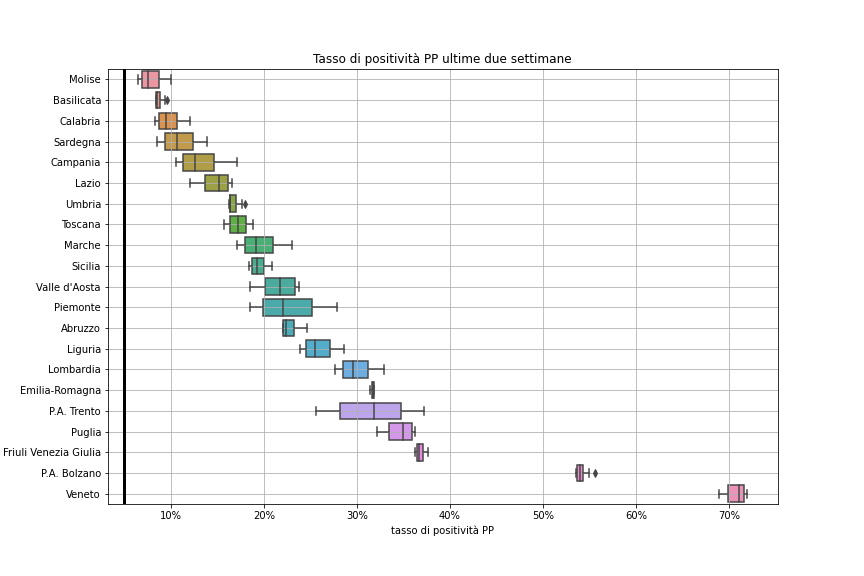 Tasso di positività PP ultime due settimane
Molise
Basilicata
Calabria
Sardegna
Campania
Lazio
Umbria
Toscana
Marche
Sicilia
Valle d'Aosta
Piemonte
Abruzzo
Liguria
Lombardia
Emilia-Romagna
P.A. Trento
Puglia
Friuli Venezia Giulia
P.A. Bolzano
Veneto
10% 20% 30% 40% 50% 60% 70%
tasso di positività PP